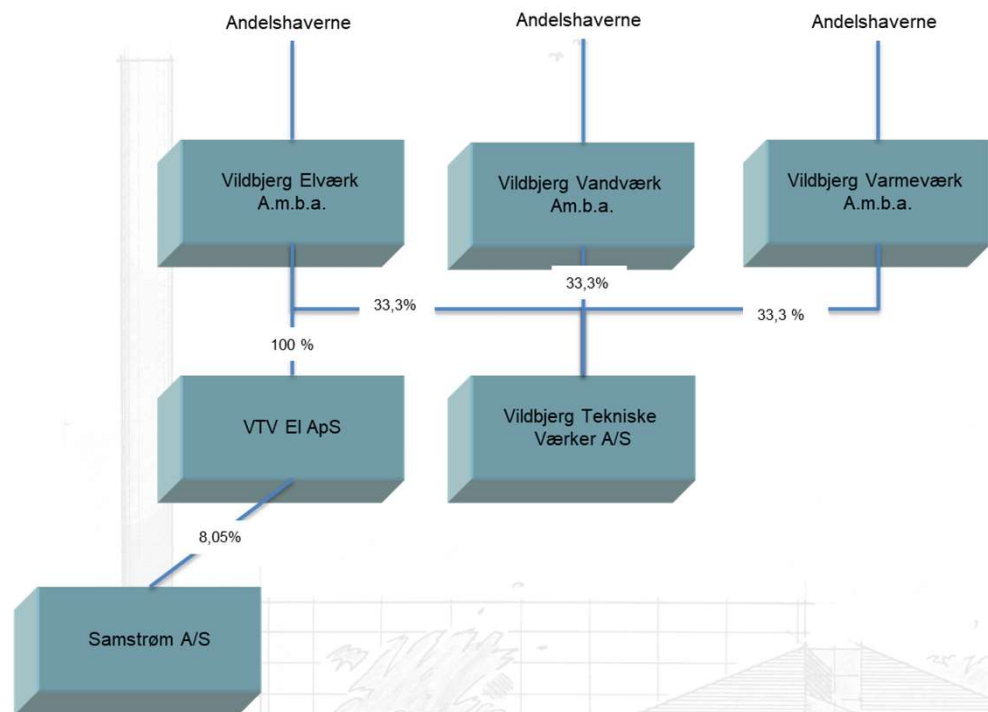 Andelshaverne
Andelshaverne
Andelshaverne
Vildbjerg Elværk
A.m.b.a.
Vildbjerg Vandværk
Am.b.a.
Vildbjerg Varmeværk
A.m.b.a.
33,3%
33,3%
33,3 %
100 %
VTV El ApS
Vildbjerg Tekniske
Værker A/S
8,05%
Samstrøm A/S